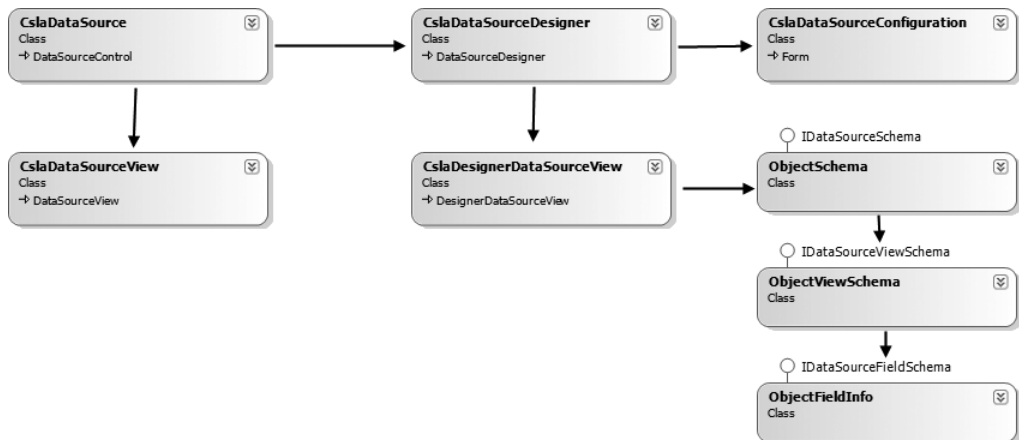 CslaDataSource
Class
DataSourceControl
CslaDataSourceDesigner
Class
DataSourceDesigner
CslaDataSourceConfiguration
Class
Form
CslaDataSourceView
Class
DataSourceView
CslaDesignerDataSourceView
Class
DesignerDataSourceView
IDataSourceSchema
ObjectSchema
Class
IDataSourceViewSchema
ObjectViewSchema
Class
IDataSourceFieldSchema
ObjectFieldInfo
Class